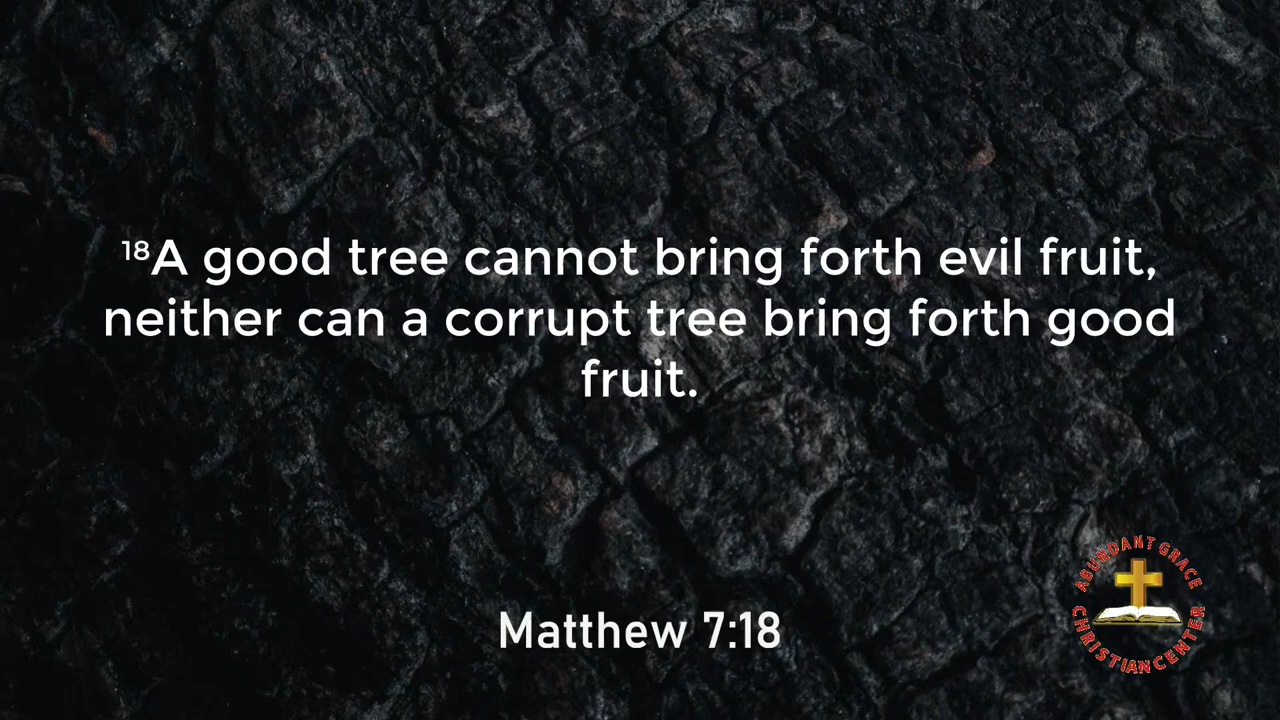 ¹⁸A good tree cannot bring forth evil fruit,
neither can a corrupt tree bring forth good
fruit.
Matthew 7:18
ABUNDANT GRACE
CHRISTIAN CENTER